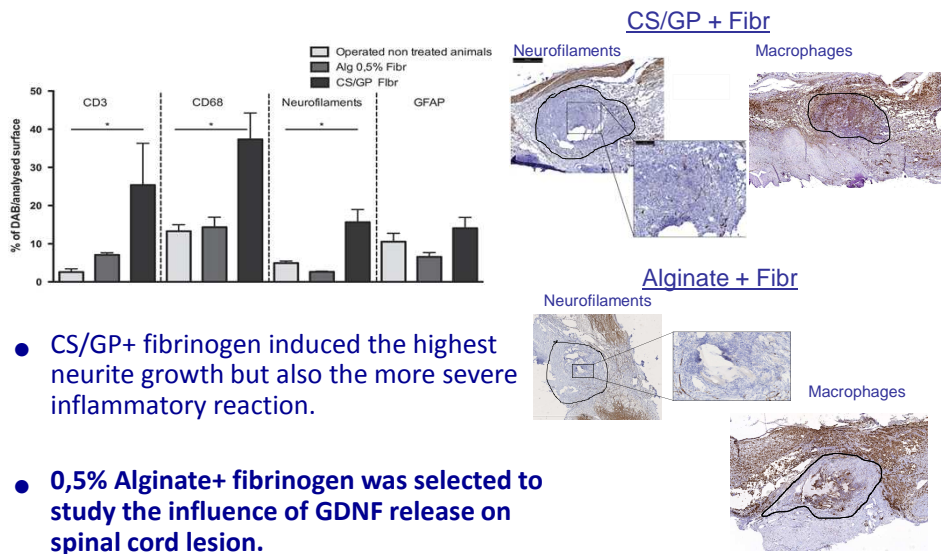 Operated non treated animals
Alg 0,5% Fibr
CS/GP FIbr
% of DAB/analysed surface
50
40
30
20
10
0
CD3
CD68
Neurofilaments
GFAP
*
*
*
CS/GP + Fibr
Neurofilaments
Macrophages
Alginate + Fibr
Neurofilaments
Macrophages
• CS/GP+ fibrinogen induced the highest
neurite growth but also the more severe
inflammatory reaction.
• 0,5% Alginate+ fibrinogen was selected to
study the influence of GDNF release on
spinal cord lesion.